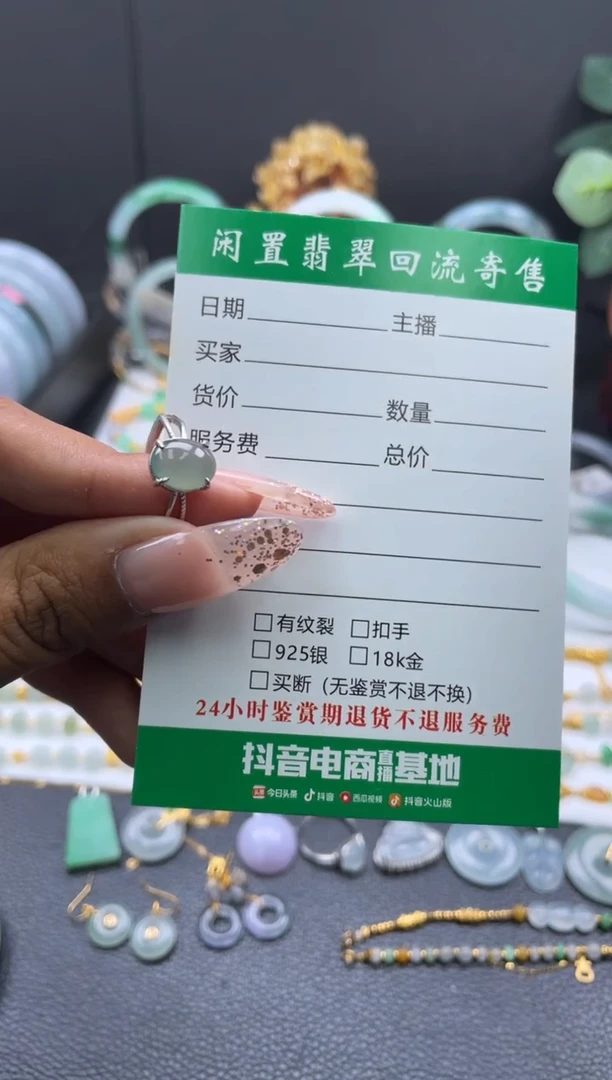 闲置翡翠回流寄售
日期 主播
买家
货价 数量
服务费 总价
□有纹裂 □扣手
□925银 □18k金
□买断（无鉴赏不退不换）
24小时鉴赏期退货不退服务费
抖音电商直播基地
头条 今日头条 抖音 西瓜视频 抖音火山版